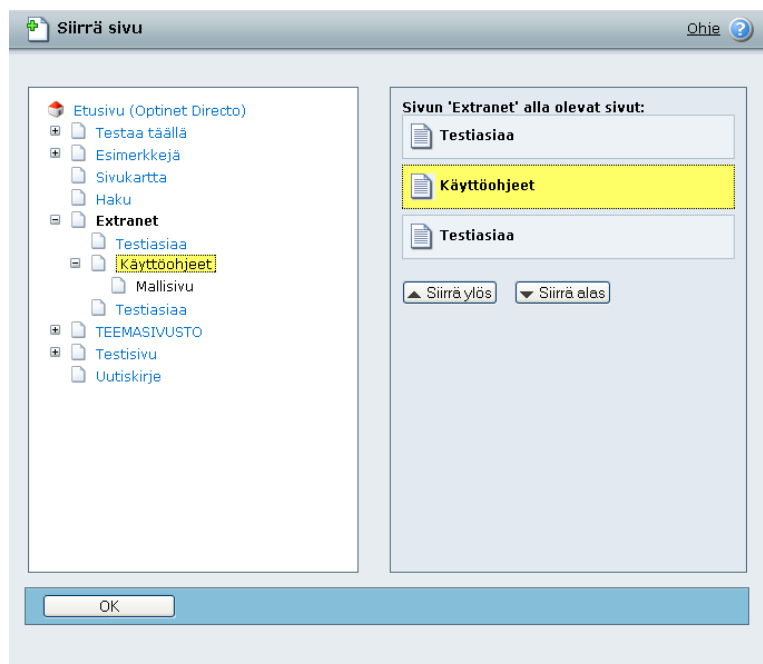 Siirrä sivu
Ohje
Etusivu (Optinet Directo)
Testaa täällä
Esimerkkejä
Sivukartta
Haku
Extranet
Testiasiaa
Käyttöohjeet
Mallisivu
Testiasiaa
TEEMASIVUSTO
Testisivu
Uutiskirje
Sivun 'Extranet' alla olevat sivut:
Testiasiaa
Käyttöohjeet
Testiasiaa
Siirrä ylös
Siirrä alas
OK